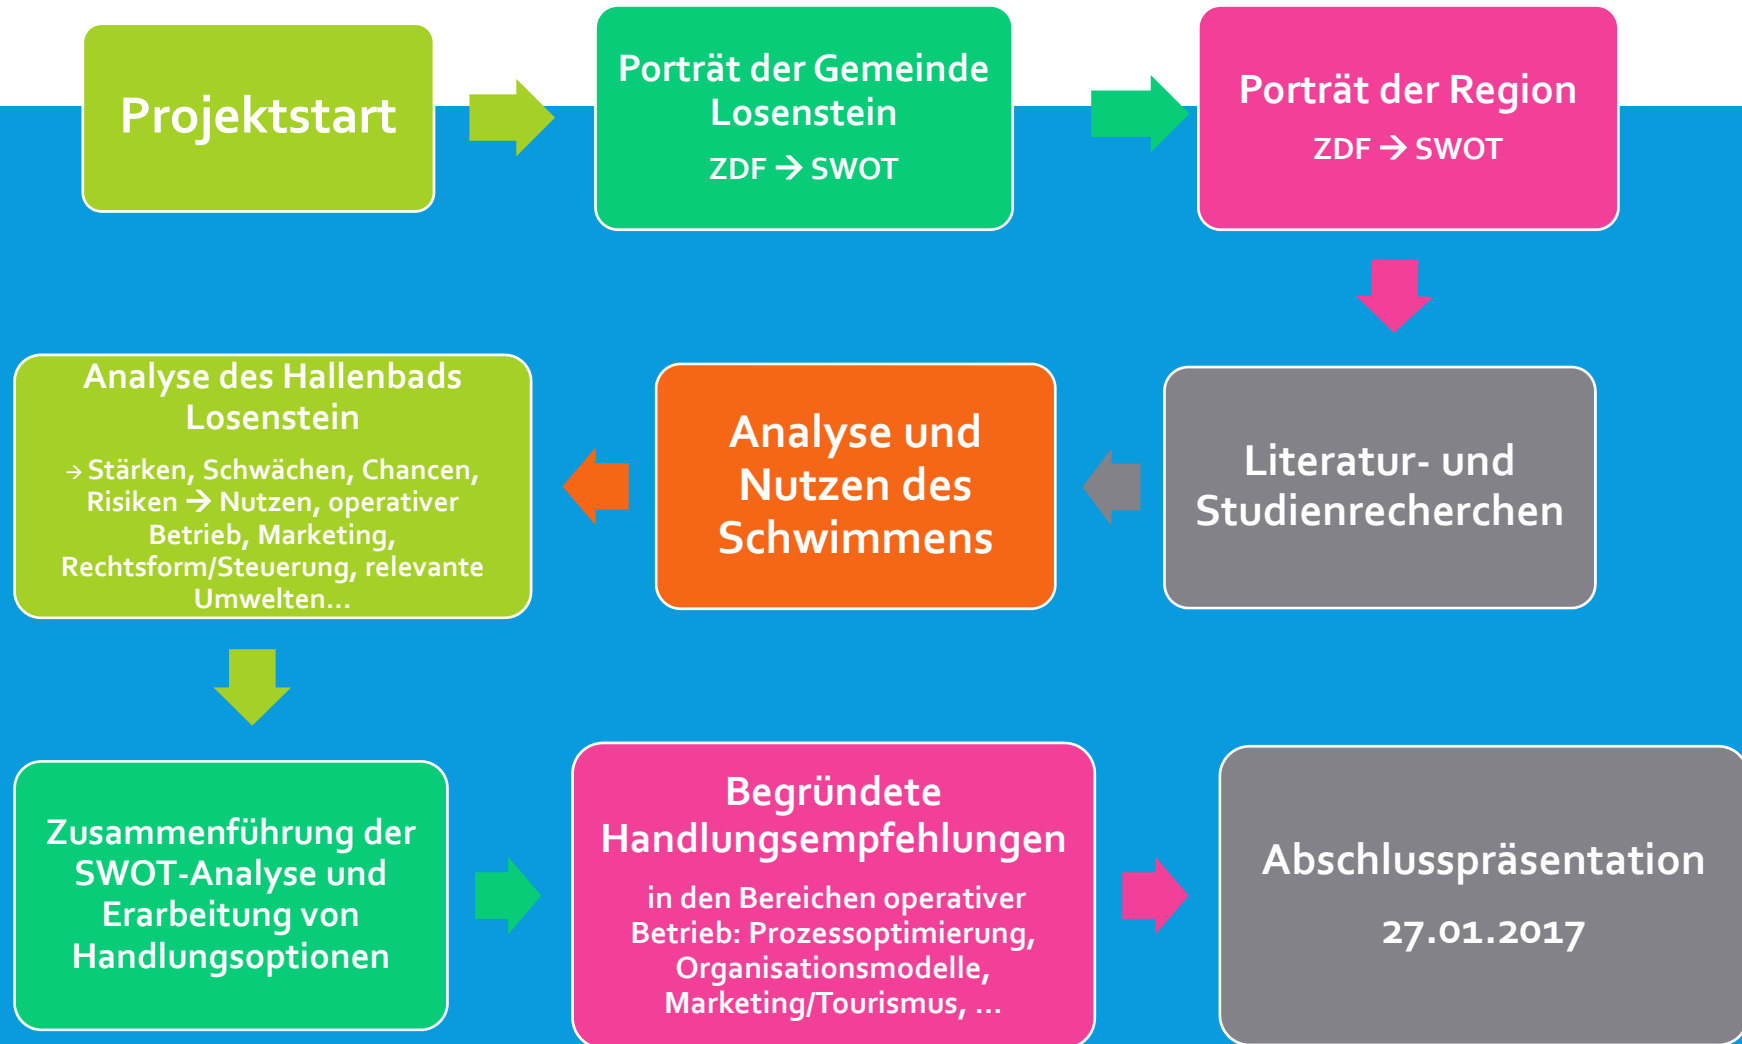 Projektstart
Porträt der Gemeinde
Losenstein
ZDF → SWOT
Porträt der Region
ZDF → SWOT
Literatur- und
Studienrecherchen
Analyse und
Nutzen des
Schwimmens
Analyse des Hallenbads
Losenstein
→ Stärken, Schwächen, Chancen,
Risiken → Nutzen, operativer
Betrieb, Marketing,
Rechtsform/Steuerung, relevante
Umwelten...
Zusammenführung der
SWOT-Analyse und
Erarbeitung von
Handlungsoptionen
Begründete
Handlungsempfehlungen
in den Bereichen operativer
Betrieb: Prozessoptimierung,
Organisationsmodelle,
Marketing/Tourismus, ...
Abschlusspräsentation
27.01.2017